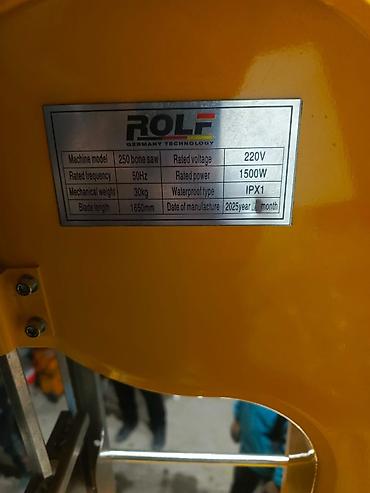 ROLF
GERMANY TECHNOLOGY
Machine model 250 bone saw Rated voltage 220V
Rated frequency 50Hz Rated power 1500W
Mechanical weight 30kg Waterproof type IPX1
Blade length 1650mm Date of manufacture 2025year month